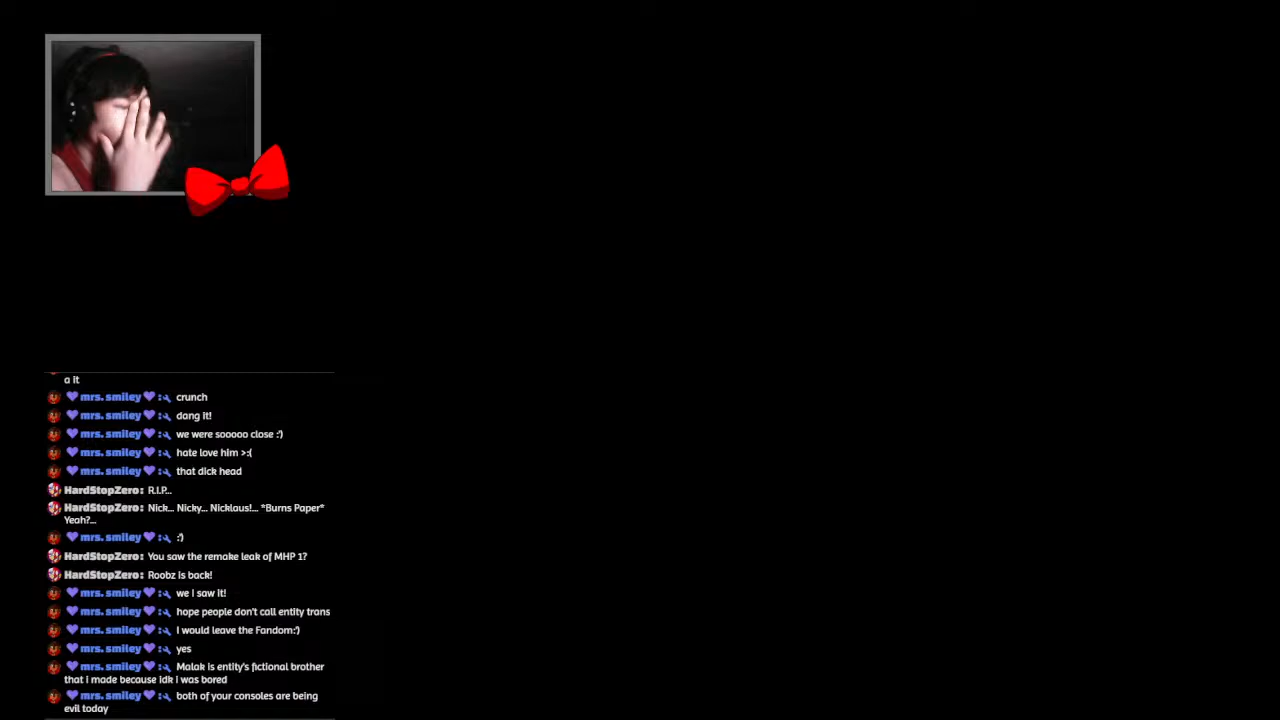 a it
mrs. smiley : crunch
mrs. smiley : dang it!
mrs. smiley : we were sooooo close :')
mrs. smiley : hate love him >:(
mrs. smiley : that dick head
HardStopZero: R.I.P...
HardStopZero: Nick... Nicky... Nicklaus!... *Burns Paper*
Yeah?...
mrs. smiley : :')
HardStopZero: You saw the remake leak of MHP 1?
HardStopZero: Roobz is back!
mrs. smiley : we i saw it!
mrs. smiley : hope people don't call entity trans
mrs. smiley : I would leave the Fandom:')
mrs. smiley : yes
mrs. smiley : Malak is entity's fictional brother
that i made because idk i was bored
mrs. smiley : both of your consoles are being
evil today